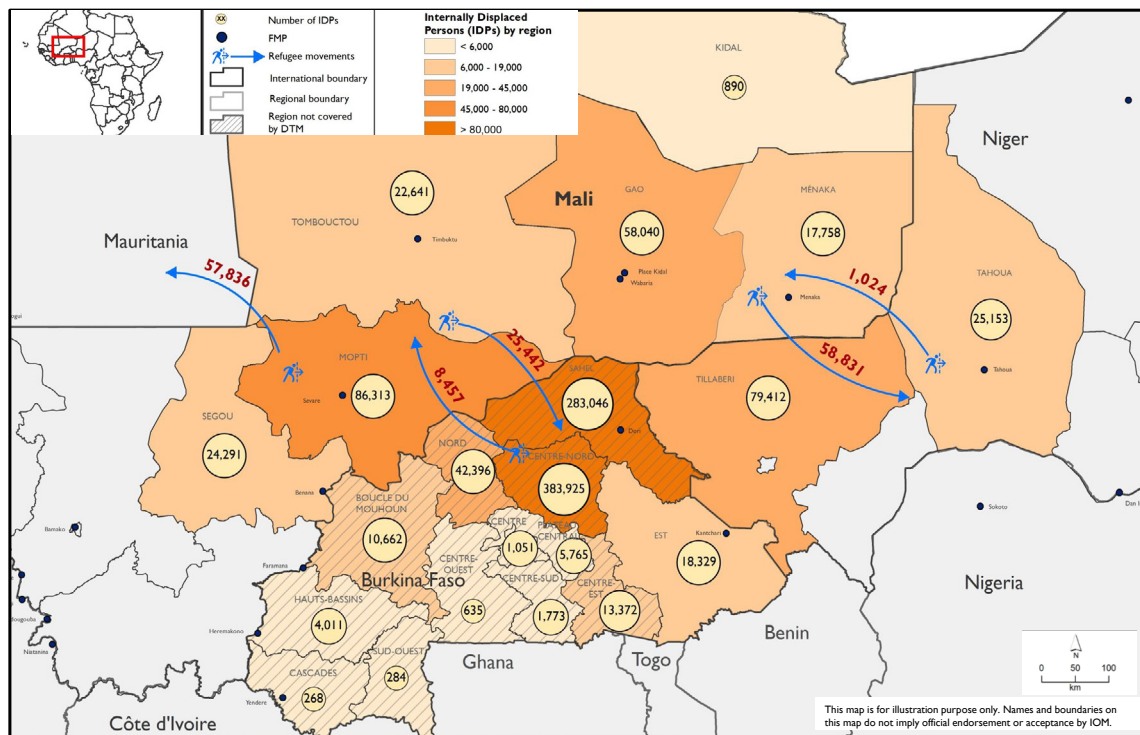 XX
Number of IDPs
FMP
Refugee movements
International boundary
Regional boundary
Region not covered
by DTM
Internally Displaced
Persons (IDPs) by region
< 6,000
6,000 - 19,000
19,000 - 45,000
45,000 - 80,000
> 80,000
KIDAL
890
Niger
22,641
TOMBOUCTOU
Timbuktu
Mali
GAO
58,040
Place Kidal
Wabaria
MÉNAKA
17,758
Menaka
TAHOUA
25,153
Tahoua
Mauritania
57,836
1,024
58,831
25,442
8,457
MOPTI
86,313
Sevare
SAHEL
283,046
Dori
TILLABERI
79,412
SEGOU
24,291
NORD
42,396
CENTRE-NORD
383,925
Benena
BOUCLE DU
MOUHOUN
10,662
CENTRE
1,051
PLATEAU
CENTRAL
5,765
EST
Kantchari
18,329
Sokoto
Dan I
Bamako
Faramana
Burkina Faso
CENTRE-
OUEST
635
CENTRE-SUD
1,773
CENTRE-
EST
13,372
Nigeria
HAUTS-BASSINS
4,011
Heremakono
Benin
SUD-OUEST
284
CASCADES
268
Yendere
Ghana
Togo
Côte d'Ivoire
N
0 50 100
km
This map is for illustration purpose only. Names and boundaries on
this map do not imply official endorsement or acceptance by IOM.